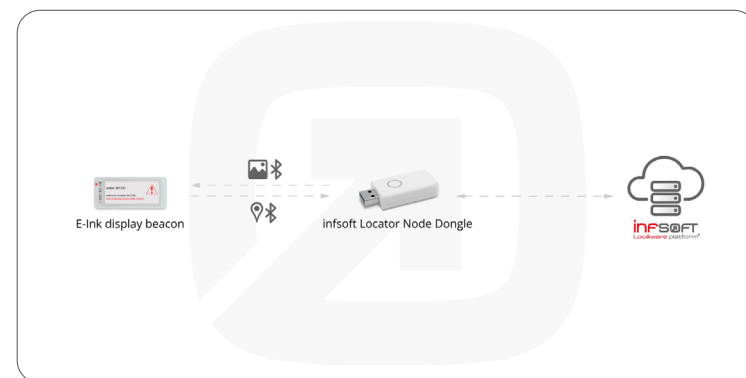 E-Ink display beacon
infsoft Locator Node Dongle
infsoft
LocAware platform®